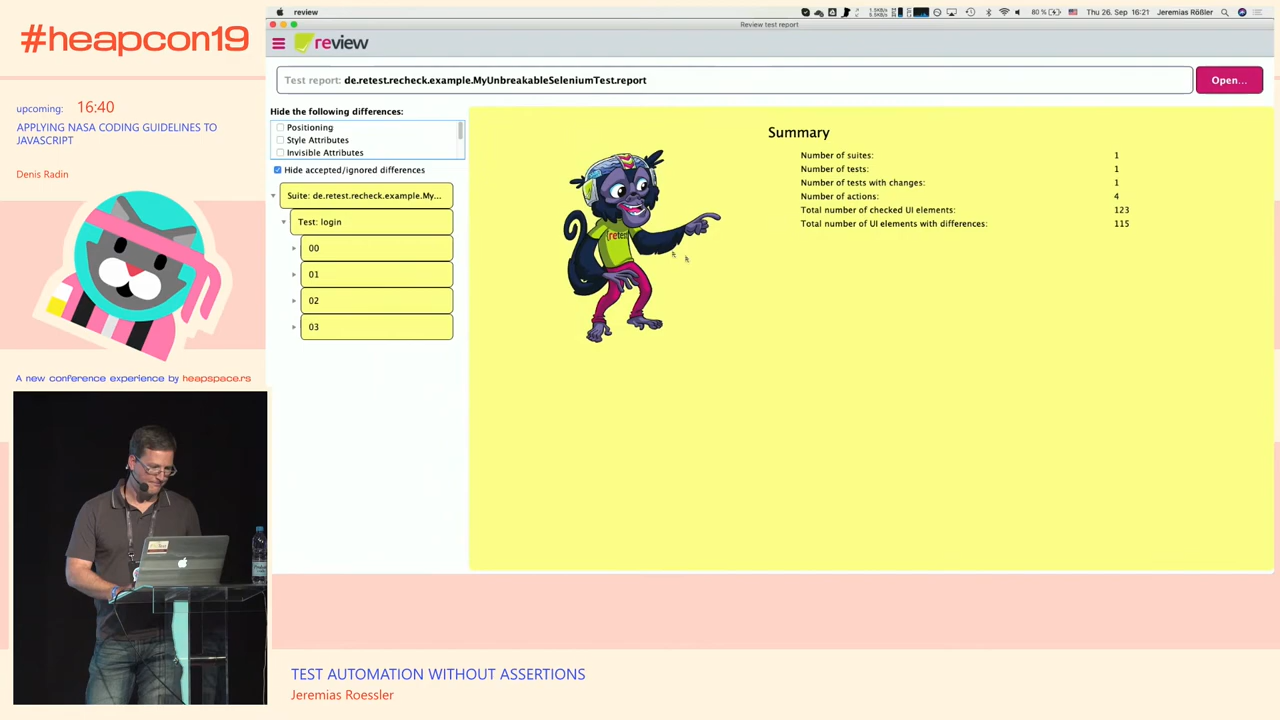 #heapcon19
upcoming: 16:40
APPLYING NASA CODING GUIDELINES TO
JAVASCRIPT
Denis Radin
A new conference experience by heapspace.rs
review
80 %
Thu 26. Sep 16:21
Jeremias Rößler
Review test report
review
Test report: de.retest.recheck.example.MyUnbreakableSeleniumTest.report
Open...
Hide the following differences:
Positioning
Style Attributes
Invisible Attributes
Hide accepted/ignored differences
Suite: de.retest.recheck.example.My...
Test: login
00
01
02
03
Summary
Number of suites: 1
Number of tests: 1
Number of tests with changes: 1
Number of actions: 4
Total number of checked UI elements: 123
Total number of UI elements with differences: 115
TEST AUTOMATION WITHOUT ASSERTIONS
Jeremias Roessler